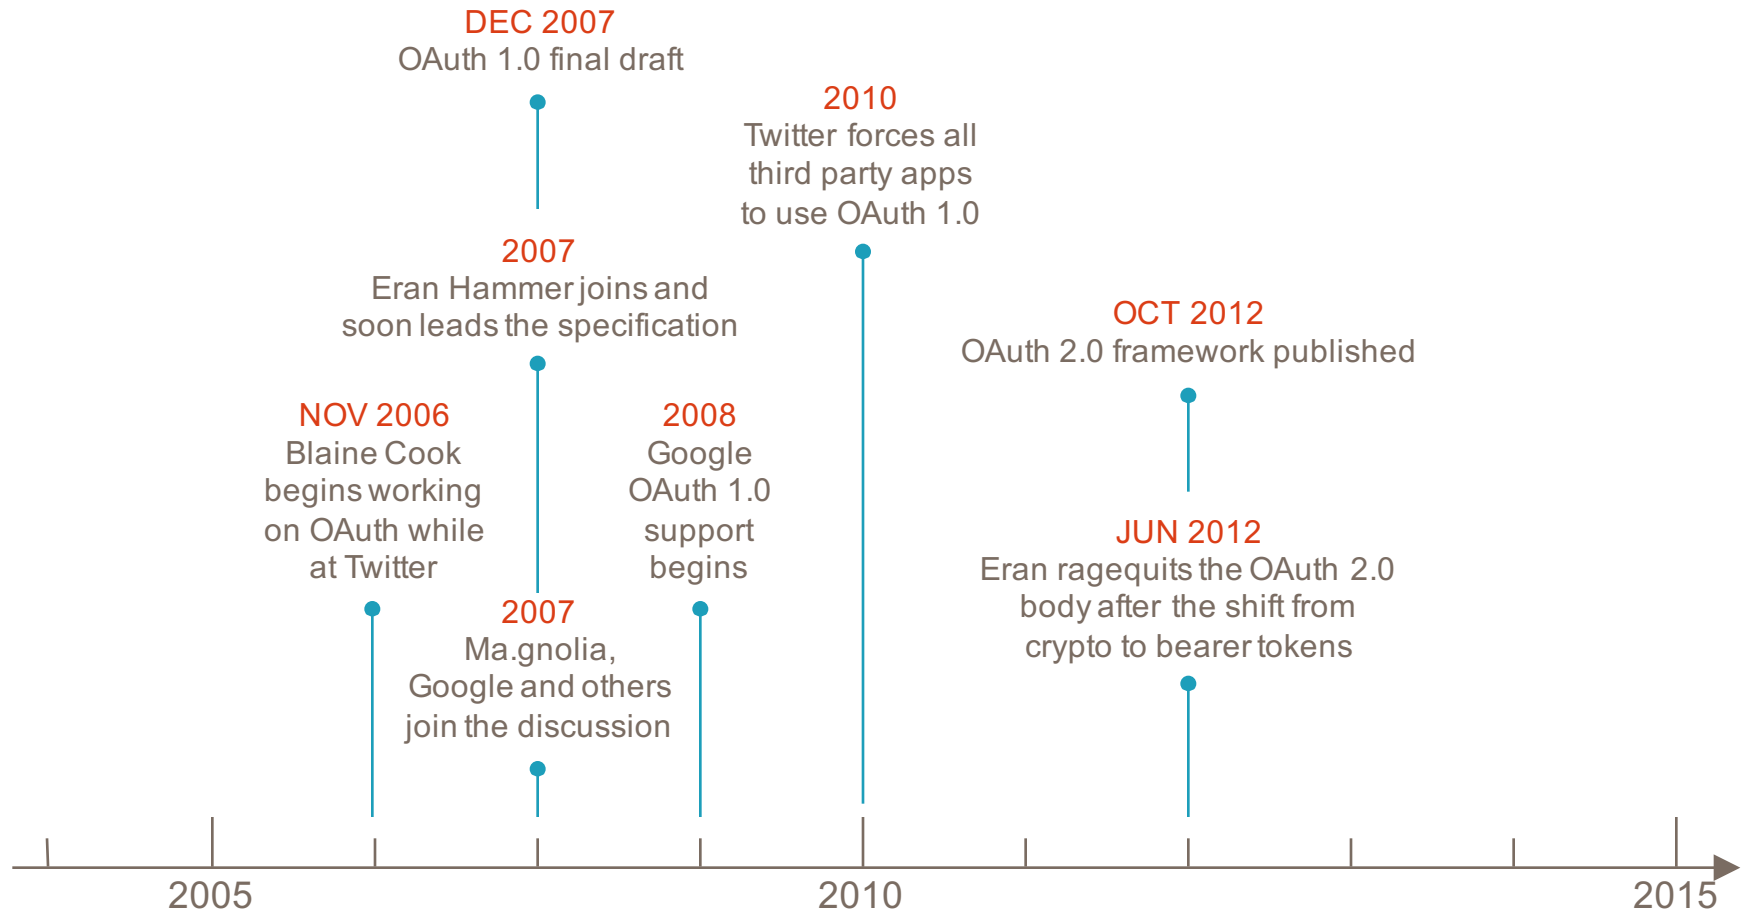 DEC 2007
OAuth 1.0 final draft
2010
Twitter forces all
third party apps
to use OAuth 1.0
2007
Eran Hammer joins and
soon leads the specification
OCT 2012
OAuth 2.0 framework published
NOV 2006
Blaine Cook
begins working
on OAuth while
at Twitter
2008
Google
OAuth 1.0
support
begins
JUN 2012
Eran ragequits the OAuth 2.0
body after the shift from
crypto to bearer tokens
2007
Ma.gnolia,
Google and others
join the discussion
2005
2010
2015